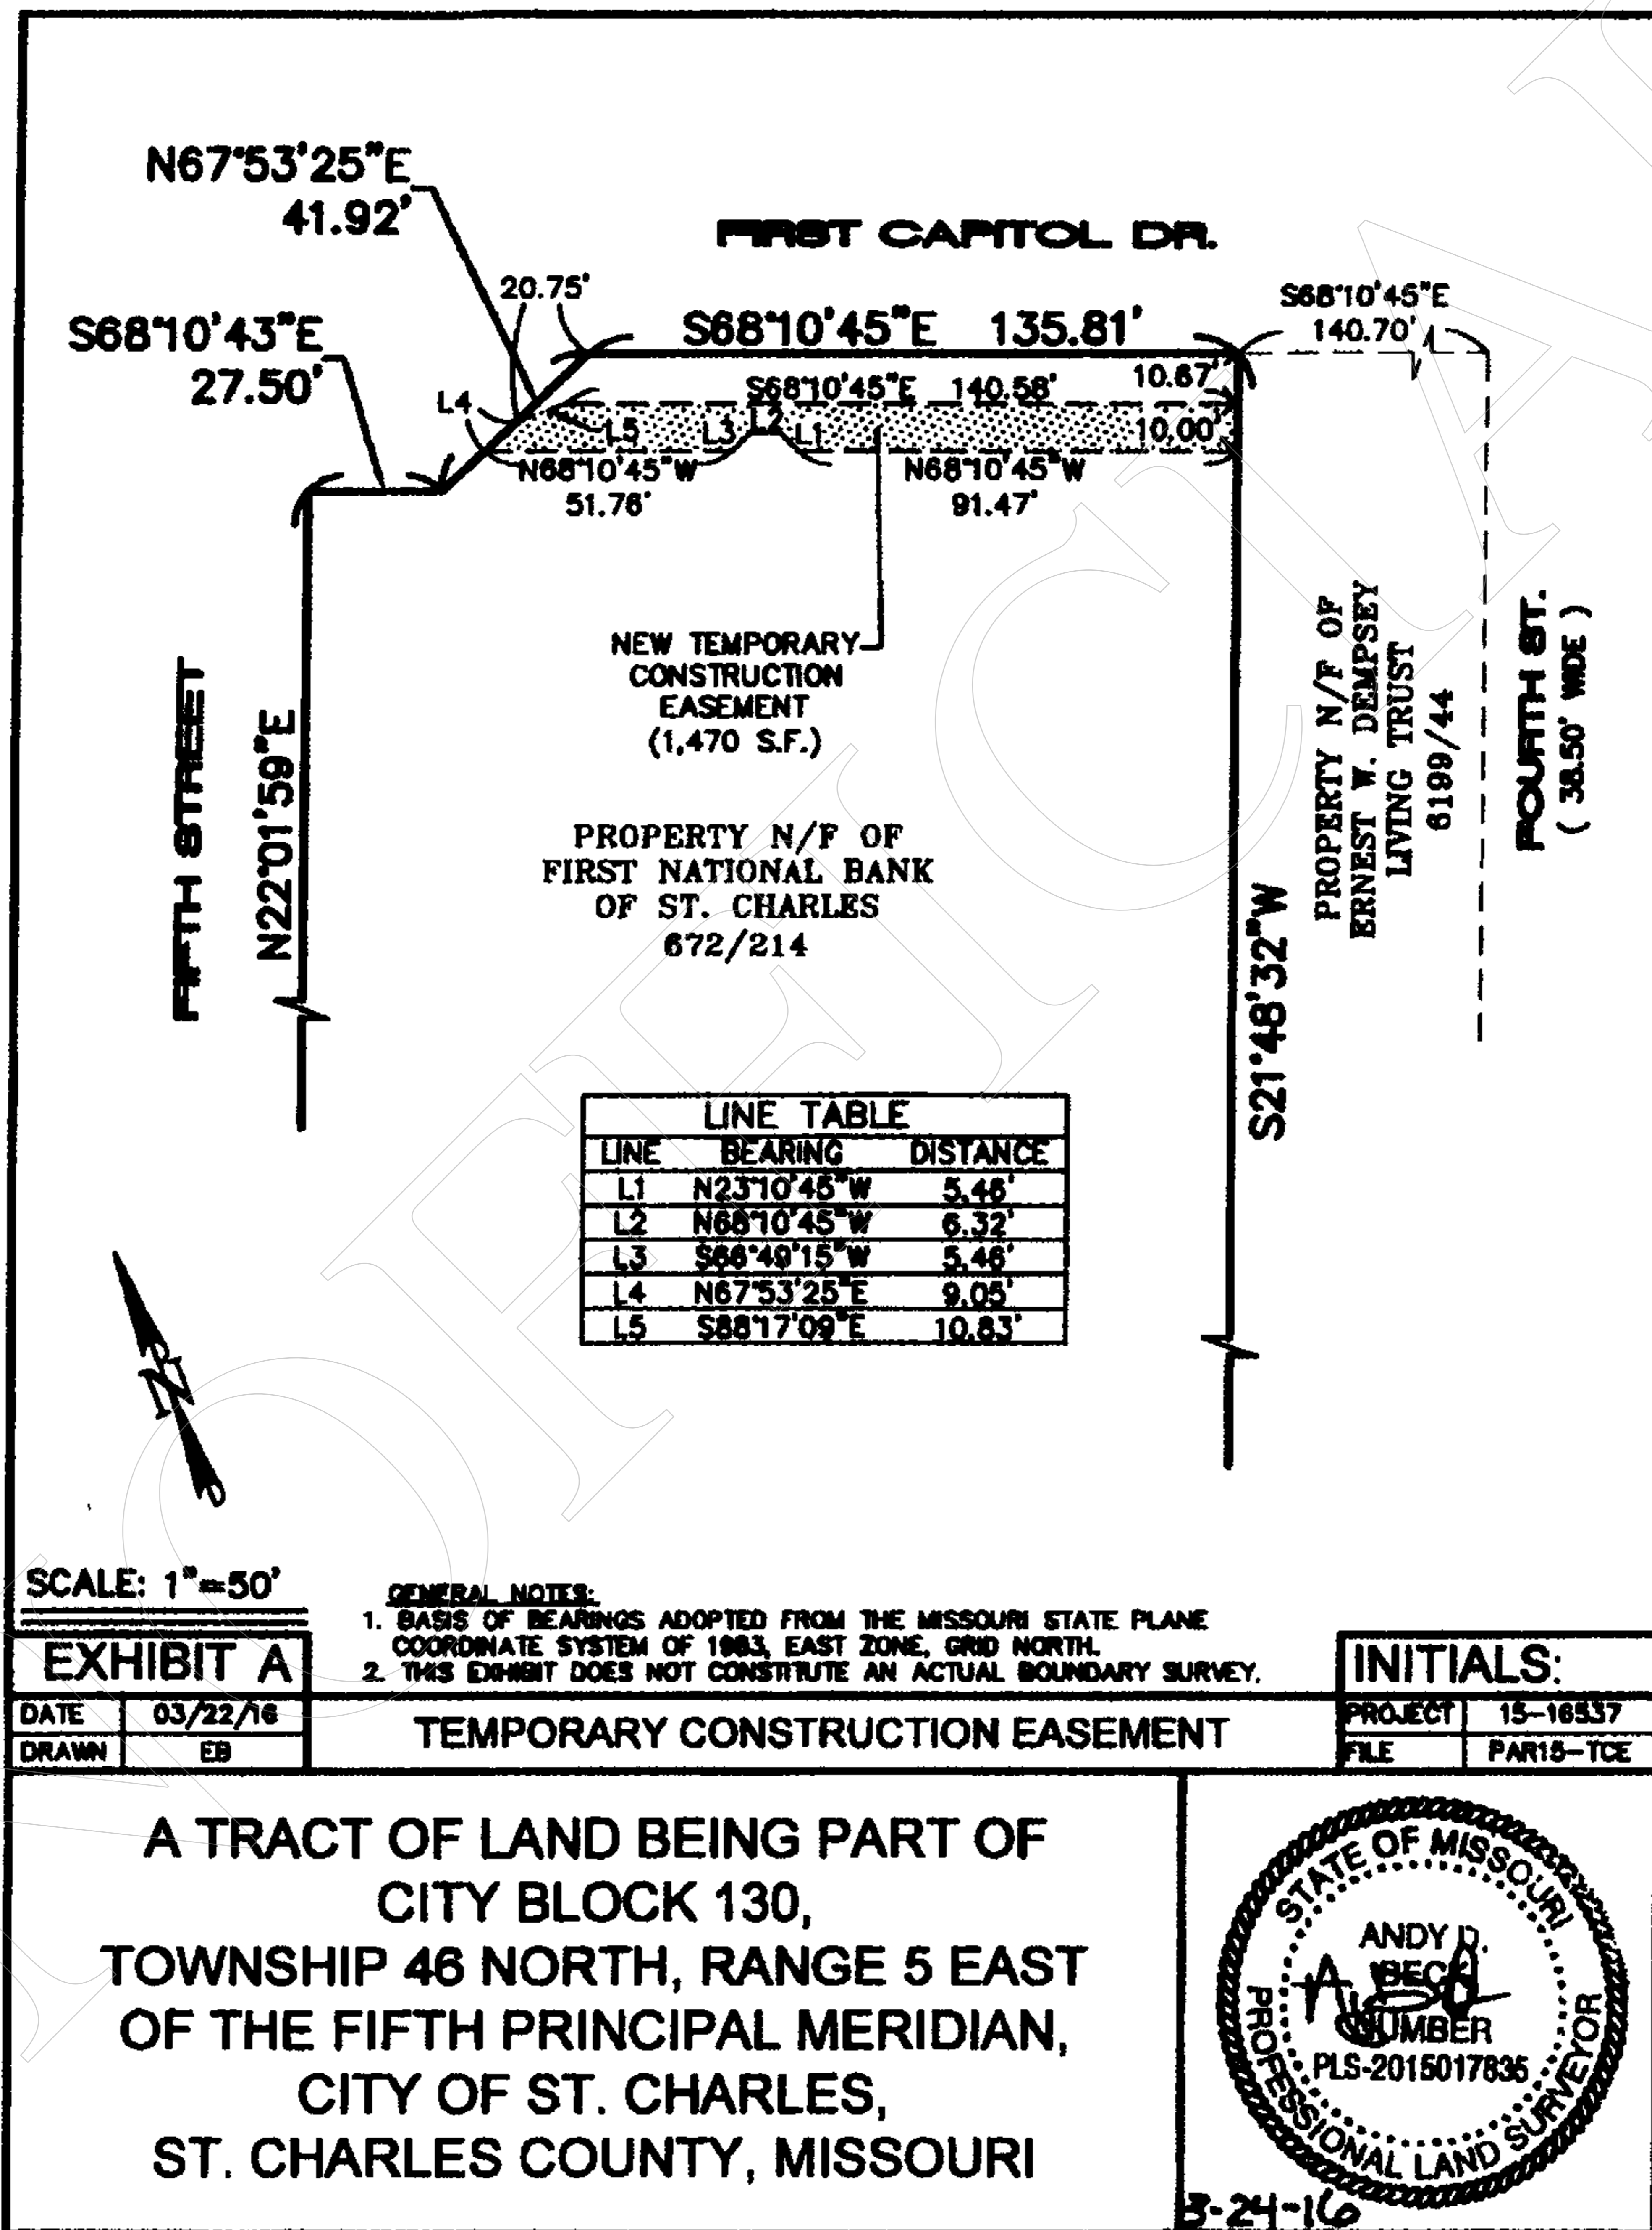 N67°53'25"E
41.92'
FIRST CAPITOL DR.
20.75'
S68°10'45"E
140.70'
S68°10'43"E
27.50'
S68°10'45"E 135.81'
10.67'
S68°10'45"E 140.58'
L4
L5
L3
L2
L1
10.00'
N68°10'45"W
51.76'
N68°10'45"W
91.47'
NEW TEMPORARY
CONSTRUCTION
EASEMENT
(1,470 S.F.)
FIFTH STREET
N22°01'59"E
PROPERTY N/F OF
FIRST NATIONAL BANK
OF ST. CHARLES
672/214
S21°48'32"W
PROPERTY N/F OF
ERNEST W. DEMPSEY
LIVING TRUST
6199/44
FOURTH ST.
( 38.50' WIDE )
LINE TABLE
LINE BEARING DISTANCE
L1 N23°10'45"W 5.46'
L2 N68°10'45"W 6.32'
L3 S66°49'15"W 5.46'
L4 N67°53'25"E 9.05'
L5 S88°17'09"E 10.83'
N
SCALE: 1"=50'
GENERAL NOTES:
1. BASIS OF BEARINGS ADOPTED FROM THE MISSOURI STATE PLANE
COORDINATE SYSTEM OF 1983, EAST ZONE, GRID NORTH.
2. THIS EXHIBIT DOES NOT CONSTITUTE AN ACTUAL BOUNDARY SURVEY.
EXHIBIT A
DATE 03/22/16
DRAWN EB
TEMPORARY CONSTRUCTION EASEMENT
INITIALS:
PROJECT 15-16537
FILE PAR15-TCE
A TRACT OF LAND BEING PART OF
CITY BLOCK 130,
TOWNSHIP 46 NORTH, RANGE 5 EAST
OF THE FIFTH PRINCIPAL MERIDIAN,
CITY OF ST. CHARLES,
ST. CHARLES COUNTY, MISSOURI
STATE OF MISSOURI
ANDY D.
BECK
NUMBER
PLS-2015017835
PROFESSIONAL LAND SURVEYOR
3-24-16